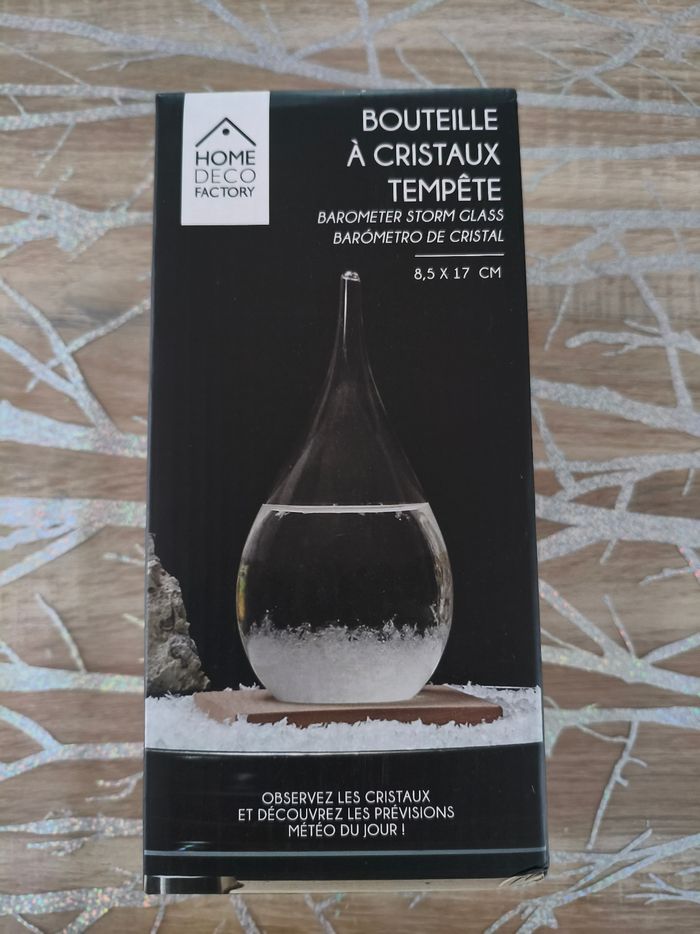 HOME
DECO
FACTORY
BOUTEILLE
À CRISTAUX
TEMPÊTE
BAROMETER STORM GLASS
BARÓMETRO DE CRISTAL
8,5 X 17 CM
OBSERVEZ LES CRISTAUX
ET DÉCOUVREZ LES PRÉVISIONS
MÉTÉO DU JOUR !